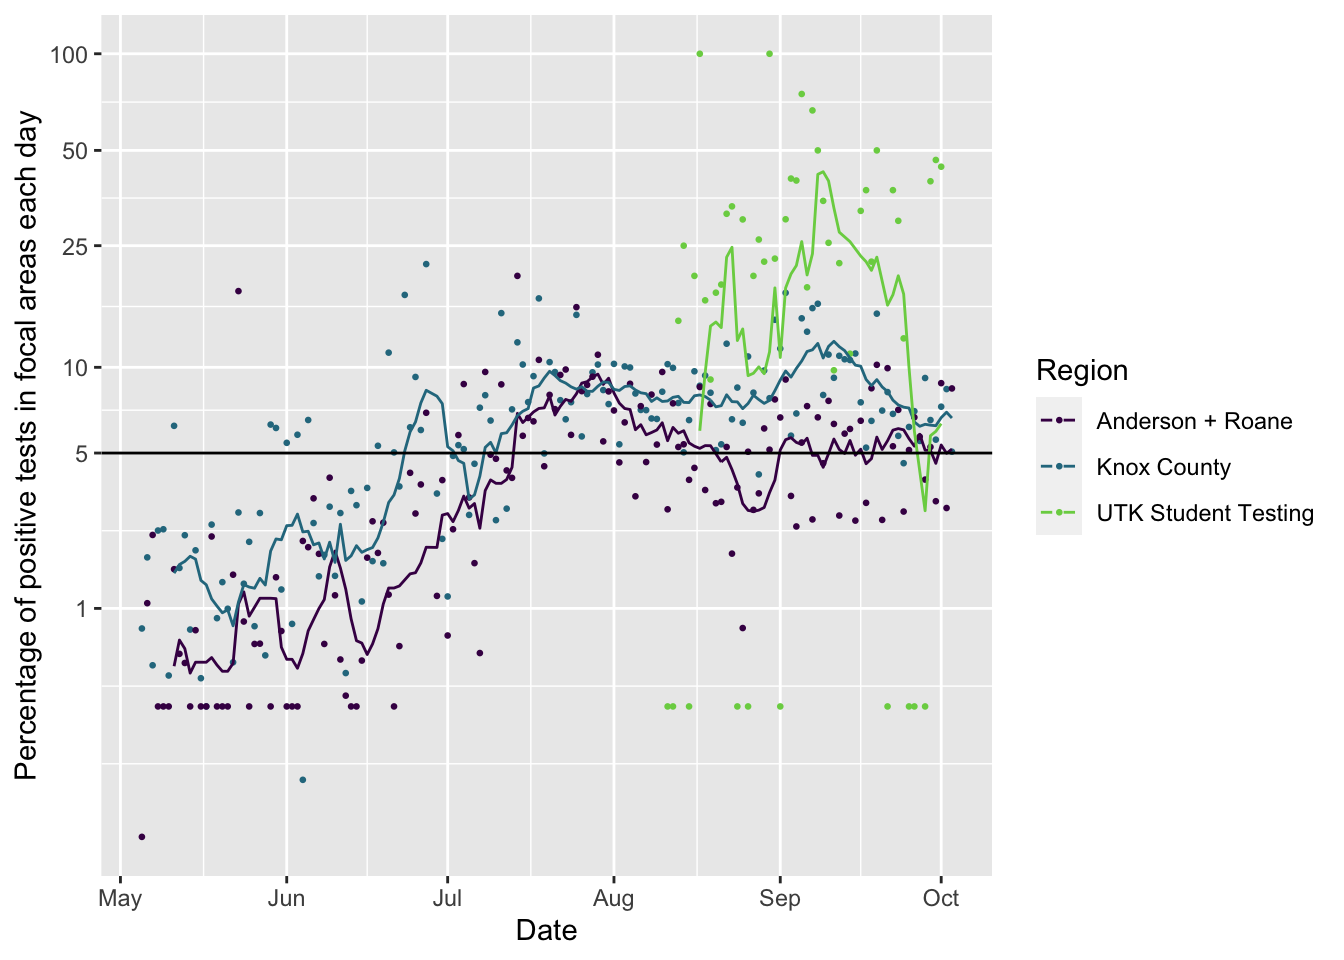 Percentage of positive tests in focal areas each day
100
50
25
10
5
1
May
Jun
Jul
Aug
Sep
Oct
Date
Region
Anderson + Roane
Knox County
UTK Student Testing